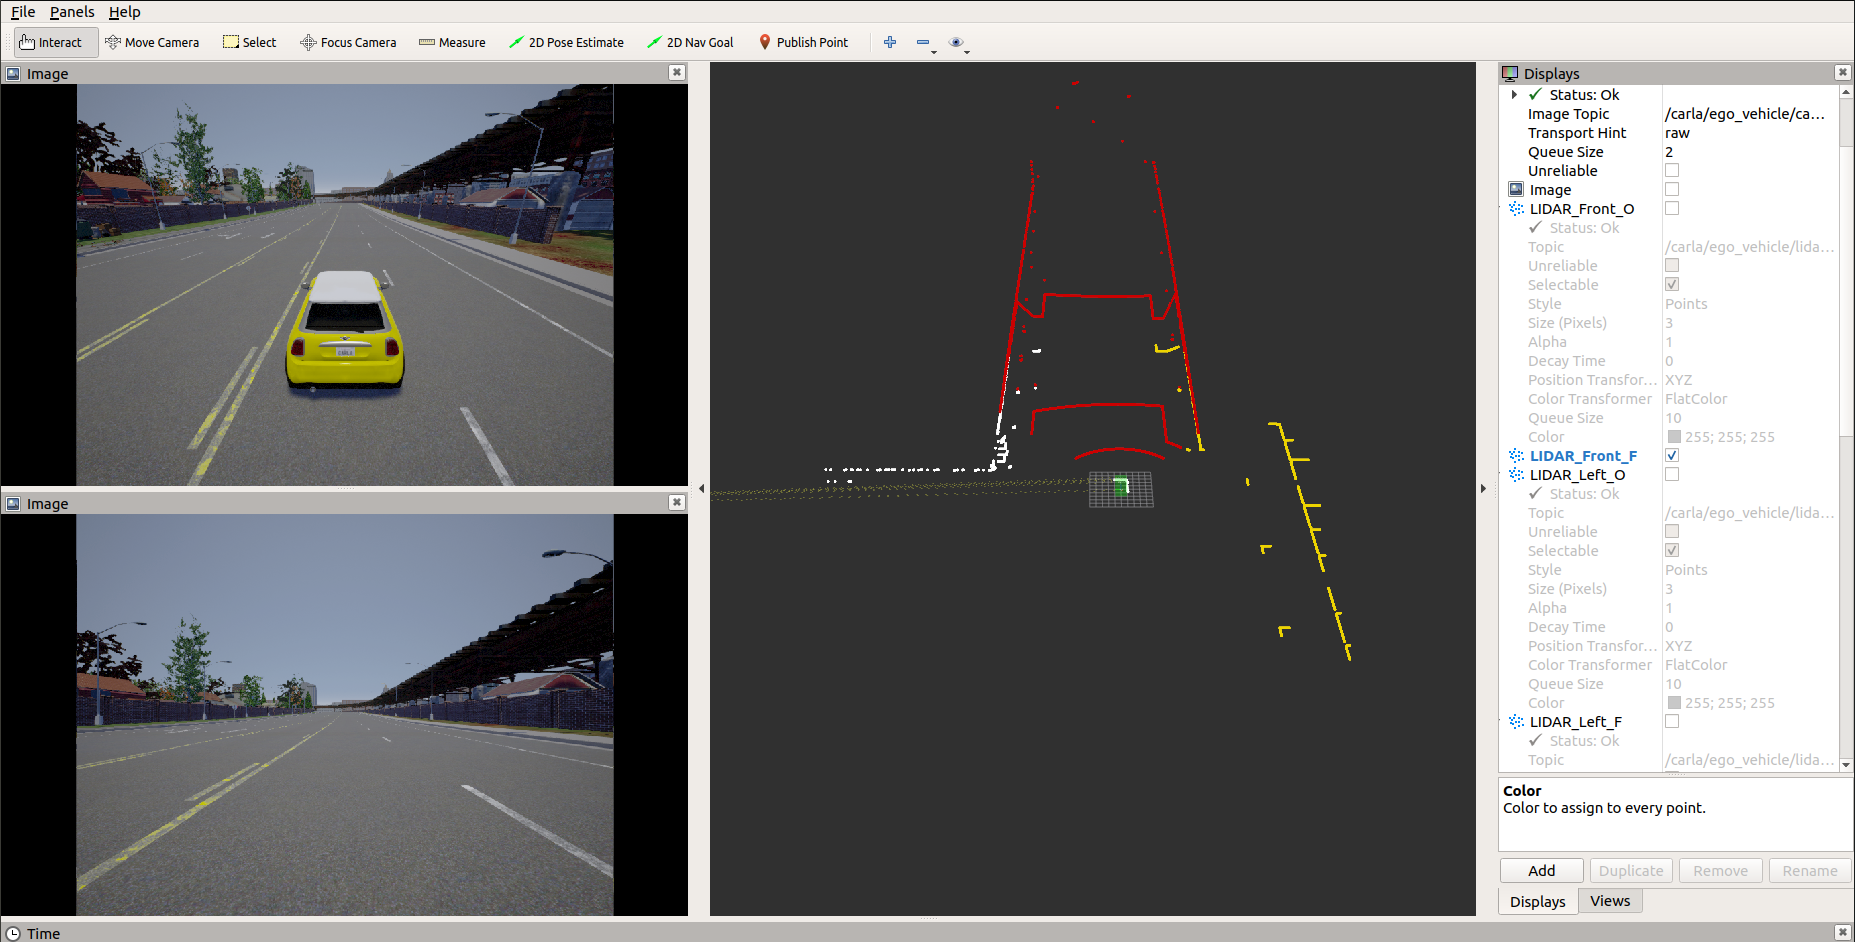 File Panels Help
Interact Move Camera Select Focus Camera Measure 2D Pose Estimate 2D Nav Goal Publish Point
Image
Image
Displays
Status: Ok
Image Topic /carla/ego_vehicle/ca...
Transport Hint raw
Queue Size 2
Unreliable
Image
LIDAR_Front_O
Status: Ok
Topic /carla/ego_vehicle/lida...
Unreliable
Selectable
Style Points
Size (Pixels) 3
Alpha 1
Decay Time 0
Position Transfor... XYZ
Color Transformer FlatColor
Queue Size 10
Color 255; 255; 255
LIDAR_Front_F
LIDAR_Left_O
Status: Ok
Topic /carla/ego_vehicle/lida...
Unreliable
Selectable
Style Points
Size (Pixels) 3
Alpha 1
Decay Time 0
Position Transfor... XYZ
Color Transformer FlatColor
Queue Size 10
Color 255; 255; 255
LIDAR_Left_F
Status: Ok
Topic /carla/ego_vehicle/lida...
Color
Color to assign to every point.
Add Duplicate Remove Rename
Displays Views
Time